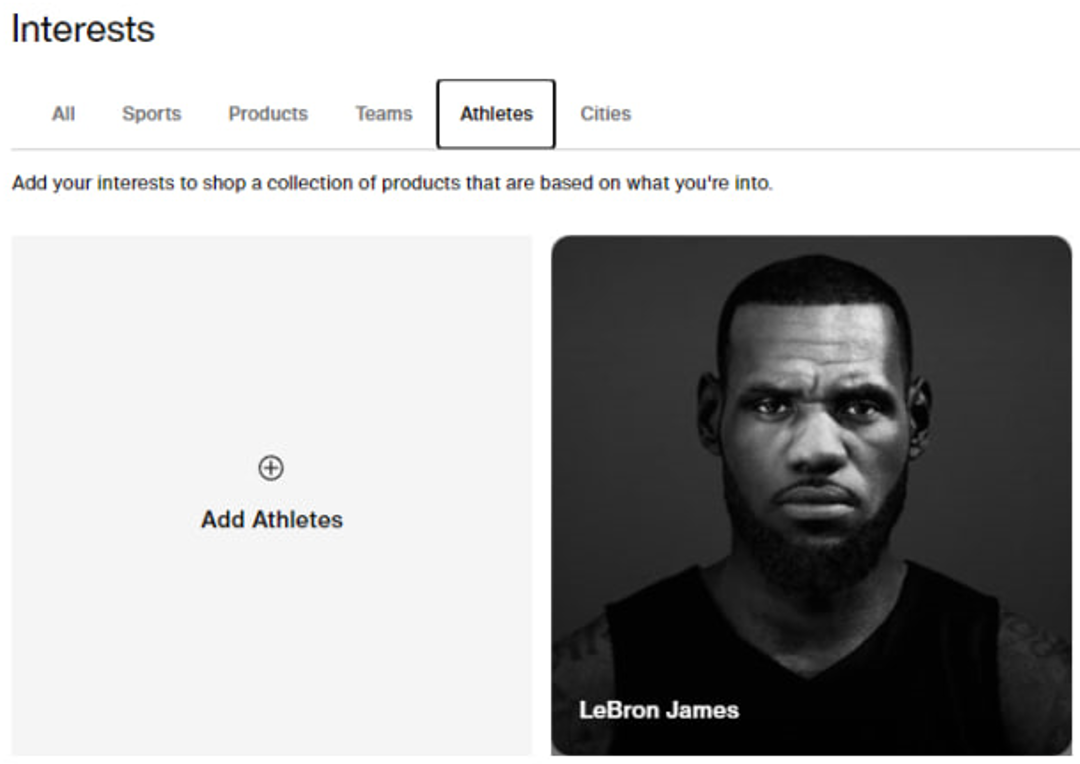 Interests
All Sports Products Teams Athletes Cities
Add your interests to shop a collection of products that are based on what you're into.
Add Athletes
LeBron James